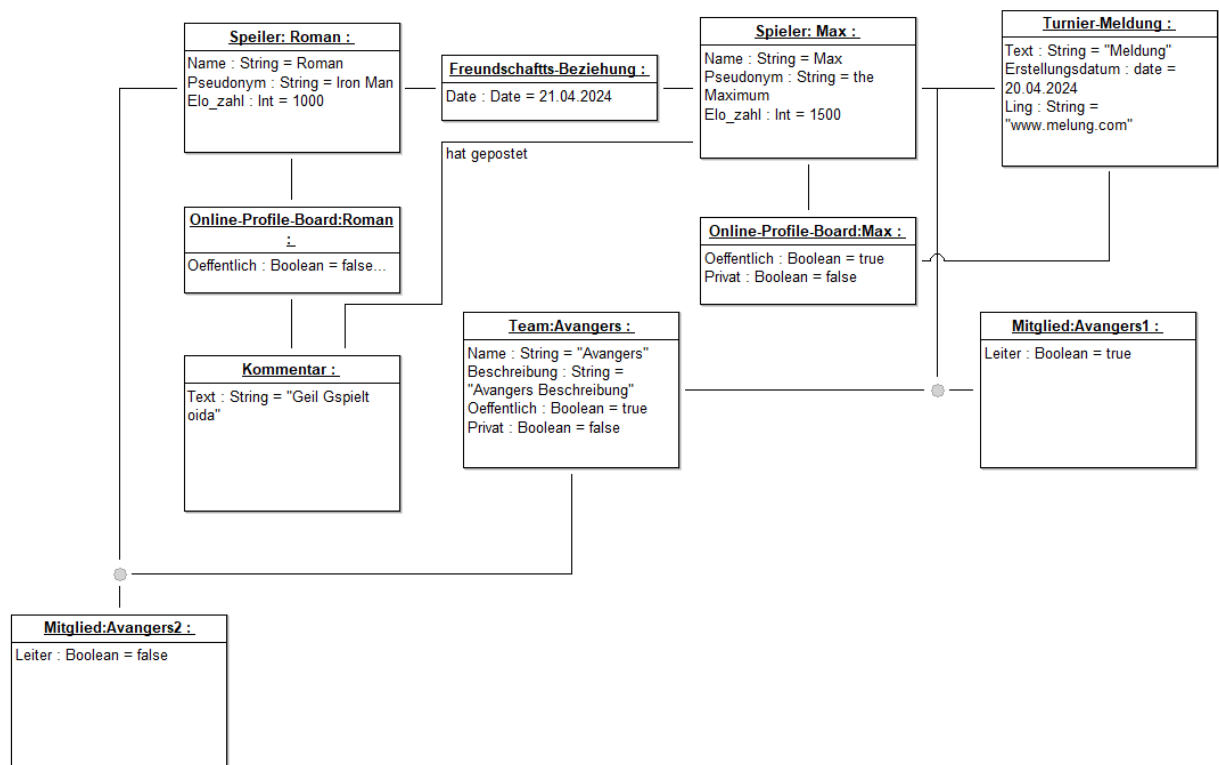 Speiler: Roman :
Name : String = Roman
Pseudonym : String = Iron Man
Elo_zahl : Int = 1000
Freundschaftts-Beziehung :
Date : Date = 21.04.2024
Spieler: Max :
Name : String = Max
Pseudonym : String = the
Maximum
Elo_zahl : Int = 1500
Turnier-Meldung :
Text : String = "Meldung"
Erstellungsdatum : date =
20.04.2024
Ling : String =
"www.melung.com"
hat gepostet
Online-Profile-Board:Roman
:
Oeffentlich : Boolean = false...
Online-Profile-Board:Max :
Oeffentlich : Boolean = true
Privat : Boolean = false
Kommentar :
Text : String = "Geil Gspielt
oida"
Team:Avangers :
Name : String = "Avangers"
Beschreibung : String =
"Avangers Beschreibung"
Oeffentlich : Boolean = true
Privat : Boolean = false
Mitglied:Avangers1 :
Leiter : Boolean = true
Mitglied:Avangers2 :
Leiter : Boolean = false